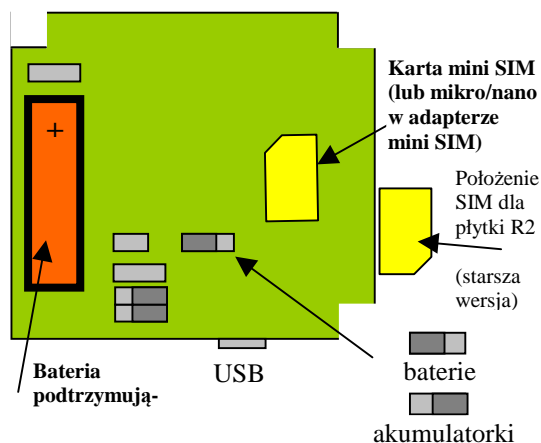 +
Karta mini SIM
(lub mikro/nano
w adapterze
mini SIM)
Położenie
SIM dla
płytki R2
(starsza
wersja)
Bateria
podtrzymują-
USB
baterie
akumulatorki